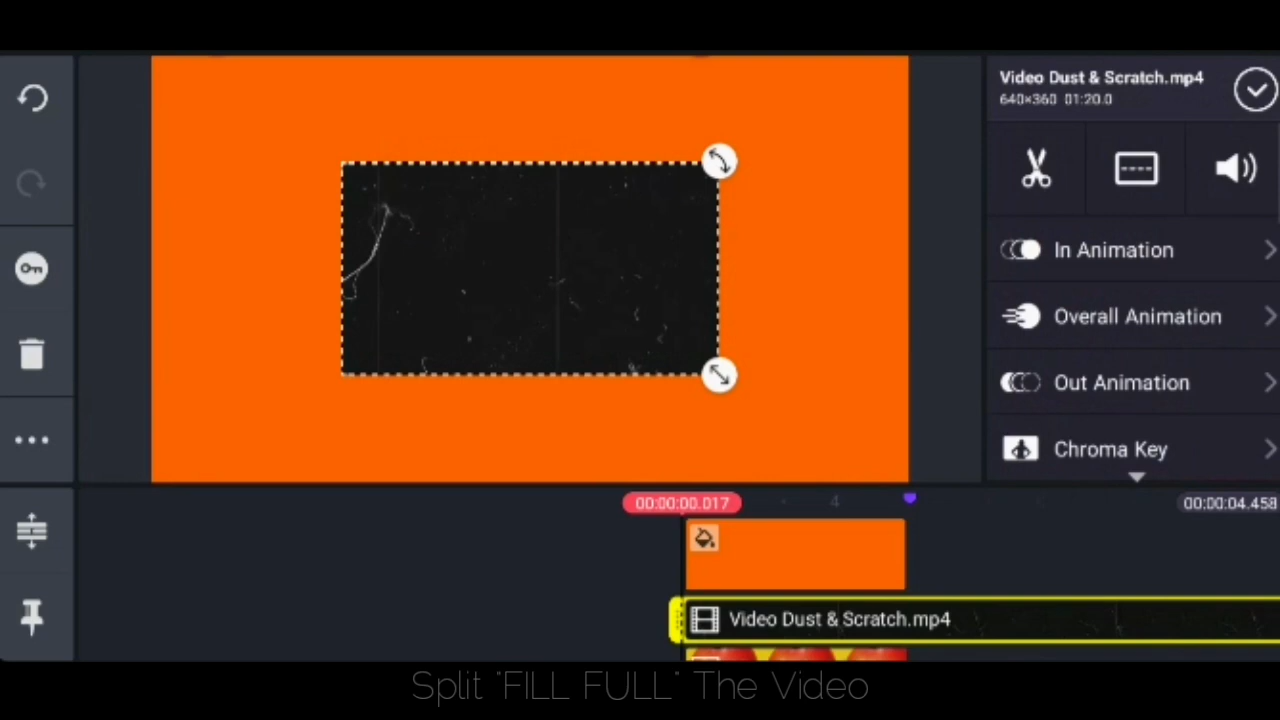 Video Dust & Scratch.mp4
640×360 01:20.0
In Animation
Overall Animation
Out Animation
Chroma Key
00:00:00.017
4
00:00:04.458
Video Dust & Scratch.mp4
Split "FILL FULL" The Video